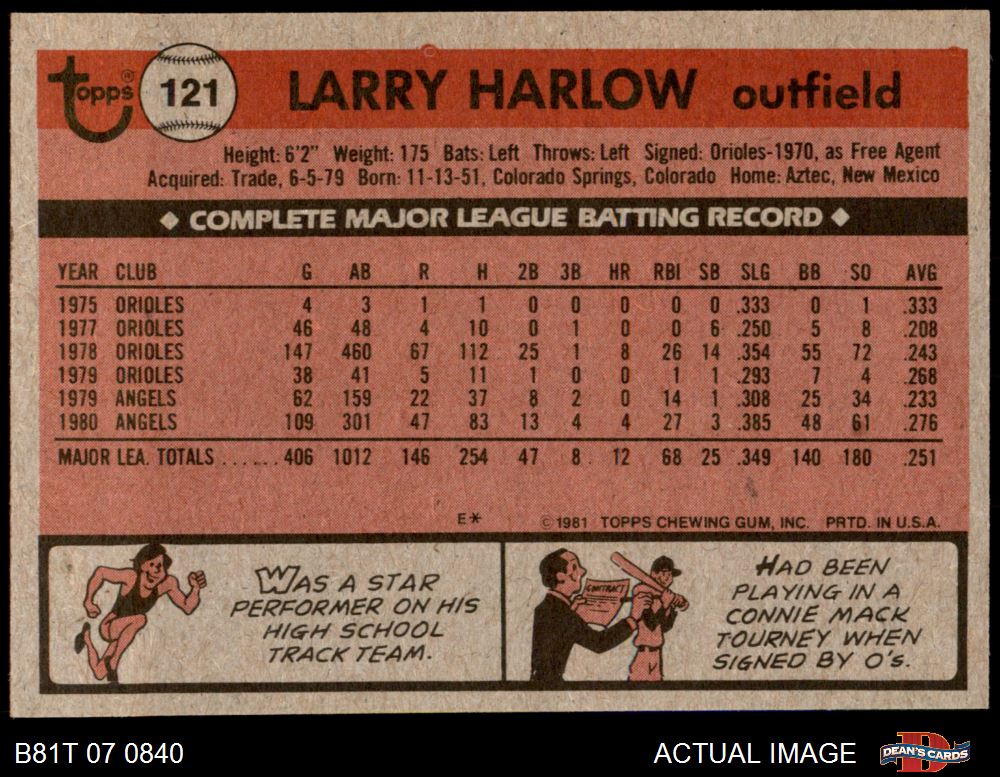 topps® 121 LARRY HARLOW outfield
Height: 6'2" Weight: 175 Bats: Left Throws: Left Signed: Orioles-1970, as Free Agent
Acquired: Trade, 6-5-79 Born: 11-13-51, Colorado Springs, Colorado Home: Aztec, New Mexico
◆ COMPLETE MAJOR LEAGUE BATTING RECORD ◆
YEAR CLUB G AB R H 2B 3B HR RBI SB SLG BB SO AVG
1975 ORIOLES 4 3 1 1 0 0 0 0 0 .333 0 1 .333
1977 ORIOLES 46 48 4 10 0 1 0 0 6 .250 5 8 .208
1978 ORIOLES 147 460 67 112 25 1 8 26 14 .354 55 72 .243
1979 ORIOLES 38 41 5 11 1 0 0 1 1 .293 7 4 .268
1979 ANGELS 62 159 22 37 8 2 0 14 1 .308 25 34 .233
1980 ANGELS 109 301 47 83 13 4 4 27 3 .385 48 61 .276
MAJOR LEA. TOTALS ...... 406 1012 146 254 47 8 12 68 25 .349 140 180 .251
E* © 1981 TOPPS CHEWING GUM, INC. PRTD. IN U.S.A.
WAS A STAR
PERFORMER ON HIS
HIGH SCHOOL
TRACK TEAM.
CONTRACT
HAD BEEN
PLAYING IN A
CONNIE MACK
TOURNEY WHEN
SIGNED BY O'S.
B81T 07 0840 ACTUAL IMAGE DEAN'S CARDS